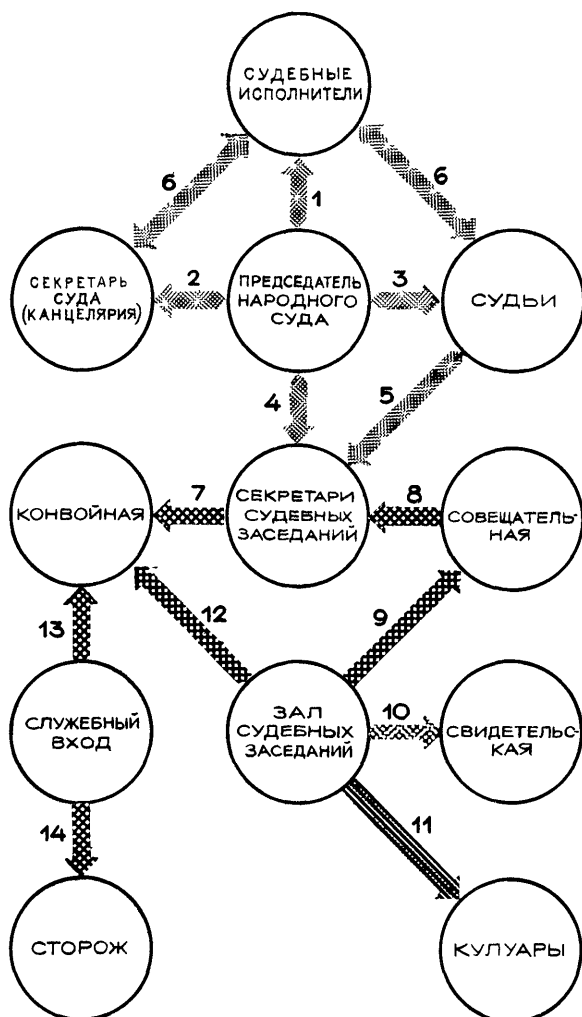 СУДЕБНЫЕ
ИСПОЛНИТЕЛИ
6
1
6
СЕКРЕТАРЬ
СУДА
(КАНЦЕЛЯРИЯ)
2
ПРЕДСЕДАТЕЛЬ
НАРОДНОГО
СУДА
3
СУДЬИ
4
5
КОНВОЙНАЯ
7
СЕКРЕТАРИ
СУДЕБНЫХ
ЗАСЕДАНИЙ
8
СОВЕЩАТЕЛЬ-
НАЯ
13
12
9
СЛУЖЕБНЫЙ
ВХОД
ЗАЛ
СУДЕБНЫХ
ЗАСЕДАНИЙ
10
СВИДЕТЕЛЬС-
КАЯ
14
11
СТОРОЖ
КУЛУАРЫ